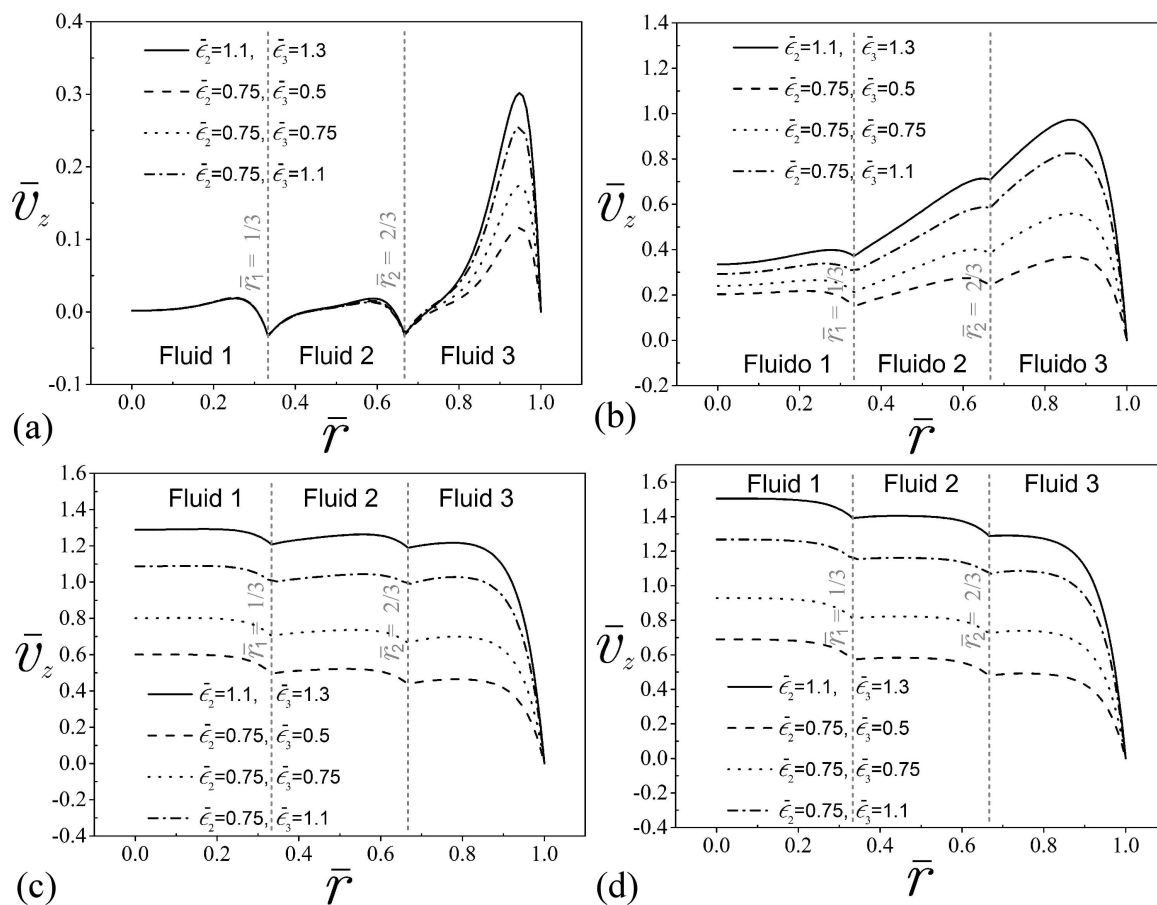 0.4
0.3
0.2
0.1
0.0
-0.1
v̄_z
ε̄₂=1.1, ε̄₃=1.3
ε̄₂=0.75, ε̄₃=0.5
ε̄₂=0.75, ε̄₃=0.75
ε̄₂=0.75, ε̄₃=1.1
r̄₁= 1/3
r̄₂= 2/3
Fluid 1 Fluid 2 Fluid 3
0.0 0.2 0.4 0.6 0.8 1.0
(a) r̄
1.4
1.2
1.0
0.8
0.6
0.4
0.2
0.0
-0.2
v̄_z
ε̄₂=1.1, ε̄₃=1.3
ε̄₂=0.75, ε̄₃=0.5
ε̄₂=0.75, ε̄₃=0.75
ε̄₂=0.75, ε̄₃=1.1
r̄₁= 1/3
r̄₂= 2/3
Fluido 1 Fluido 2 Fluido 3
0.0 0.2 0.4 0.6 0.8 1.0
(b) r̄
1.6
1.4
1.2
1.0
0.8
0.6
0.4
0.2
0.0
-0.2
-0.4
v̄_z
Fluid 1 Fluid 2 Fluid 3
r̄₁= 1/3
r̄₂= 2/3
ε̄₂=1.1, ε̄₃=1.3
ε̄₂=0.75, ε̄₃=0.5
ε̄₂=0.75, ε̄₃=0.75
ε̄₂=0.75, ε̄₃=1.1
0.0 0.2 0.4 0.6 0.8 1.0
(c) r̄
1.6
1.4
1.2
1.0
0.8
0.6
0.4
0.2
0.0
-0.2
-0.4
v̄_z
Fluid 1 Fluid 2 Fluid 3
r̄₁= 1/3
r̄₂= 2/3
ε̄₂=1.1, ε̄₃=1.3
ε̄₂=0.75, ε̄₃=0.5
ε̄₂=0.75, ε̄₃=0.75
ε̄₂=0.75, ε̄₃=1.1
0.0 0.2 0.4 0.6 0.8 1.0
(d) r̄